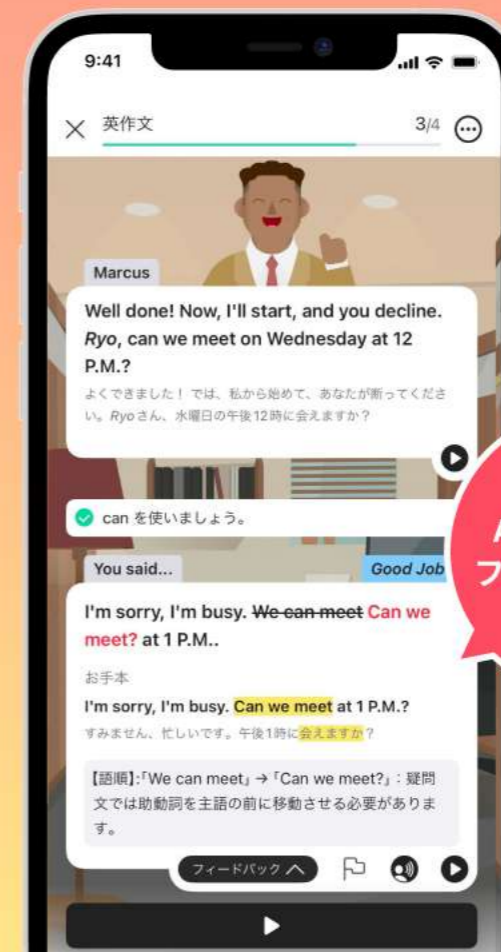 9:41
英作文
3/4
Marcus
Well done! Now, I'll start, and you decline.
Ryo, can we meet on Wednesday at 12
P.M.?
よくできました！ では、私から始めて、あなたが断ってくださ
い。Ryoさん、水曜日の午後12時に会えますか？
can を使いましょう。
You said...
Good Job
I'm sorry, I'm busy. We can meet Can we
meet? at 1 P.M..
お手本
I'm sorry, I'm busy. Can we meet at 1 P.M.?
すみません、忙しいです。午後1時に会えますか？
【語順】:「We can meet」→「Can we meet?」: 疑問
文では助動詞を主語の前に移動させる必要がありま
す。
フィードバック
フ